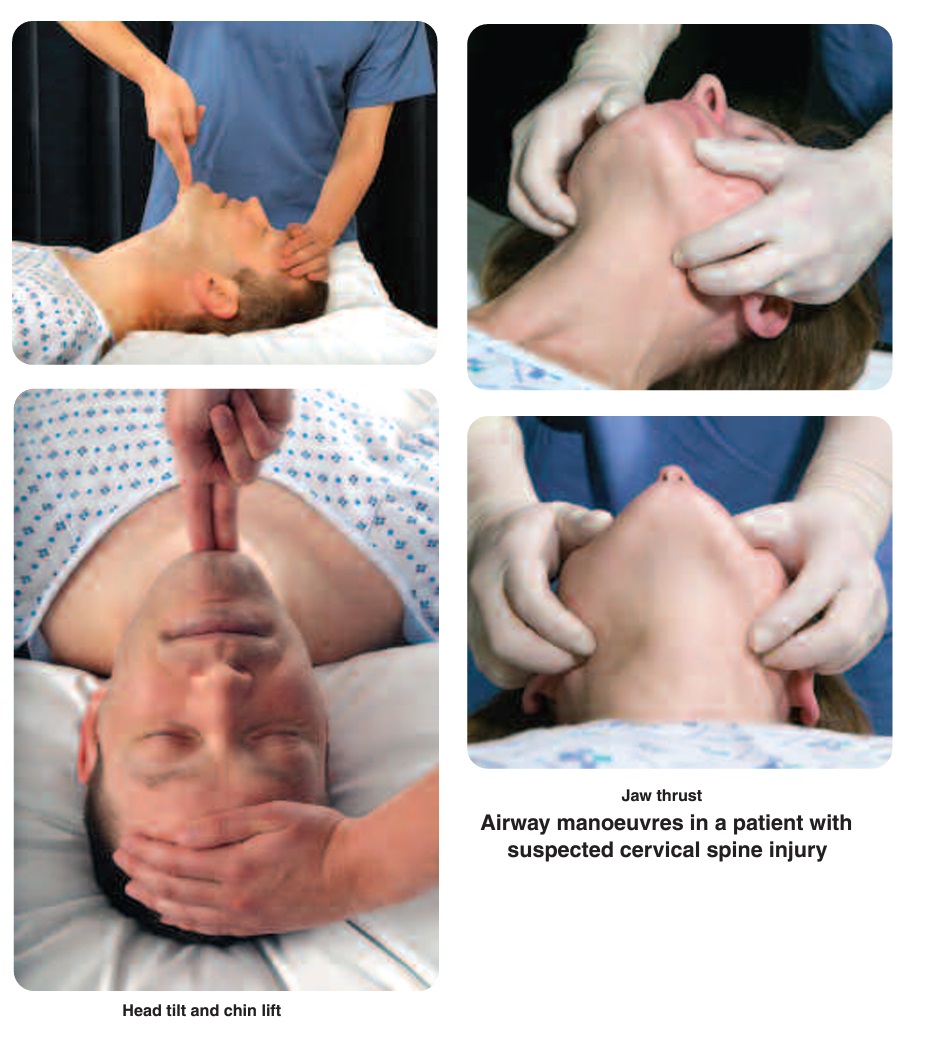 Jaw thrust
Airway manoeuvres in a patient with
suspected cervical spine injury
Head tilt and chin lift